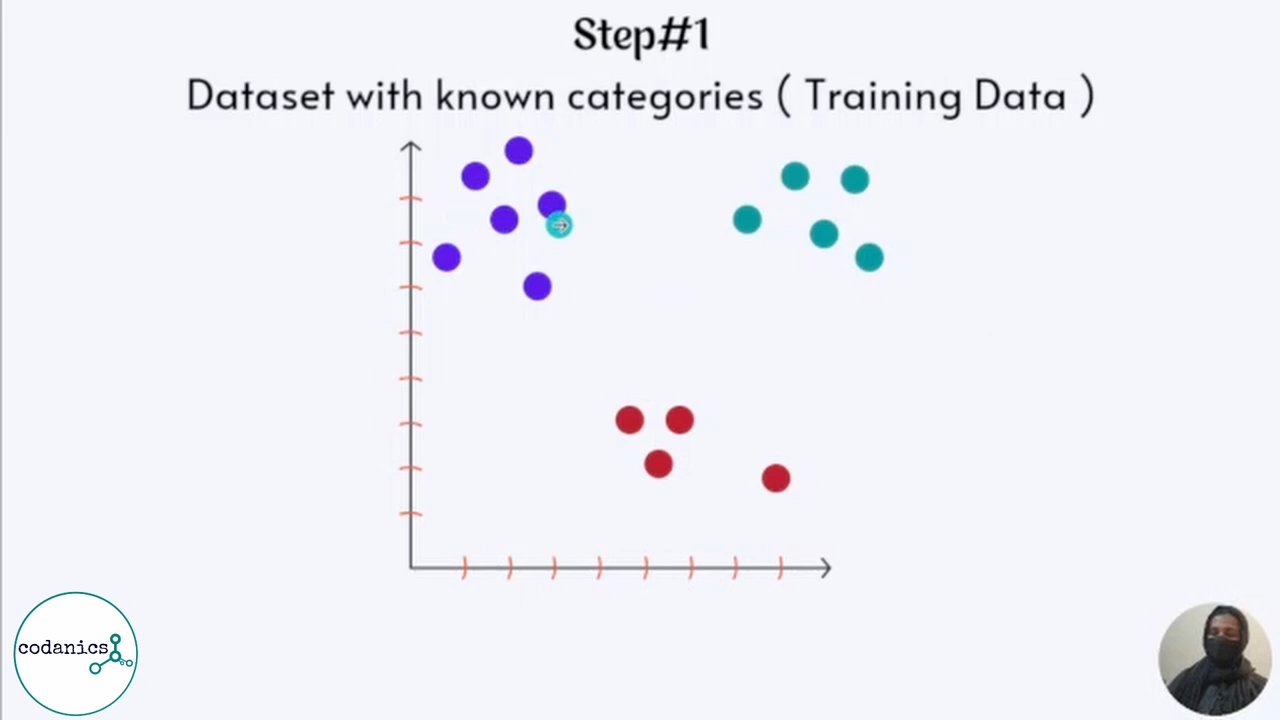 Step#1
Dataset with known categories ( Training Data )
codanics